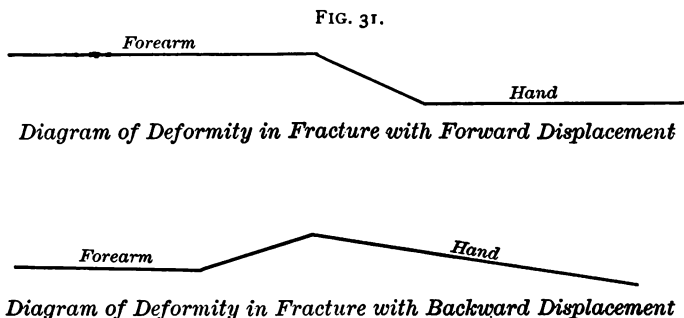 FIG. 31.
Forearm
Hand
Diagram of Deformity in Fracture with Forward Displacement
Forearm
Hand
Diagram of Deformity in Fracture with Backward Displacement